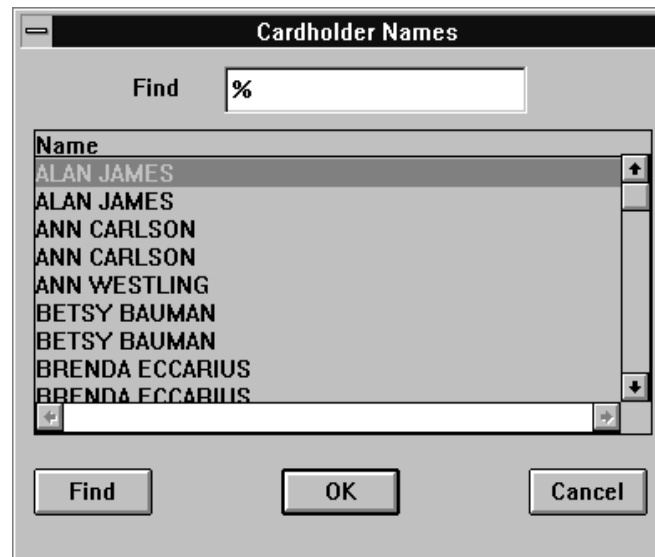 Cardholder Names
Find %
Name
ALAN JAMES
ALAN JAMES
ANN CARLSON
ANN CARLSON
ANN WESTLING
BETSY BAUMAN
BETSY BAUMAN
BRENDA ECCARIUS
BRENDA ECCARIUS
Find OK Cancel